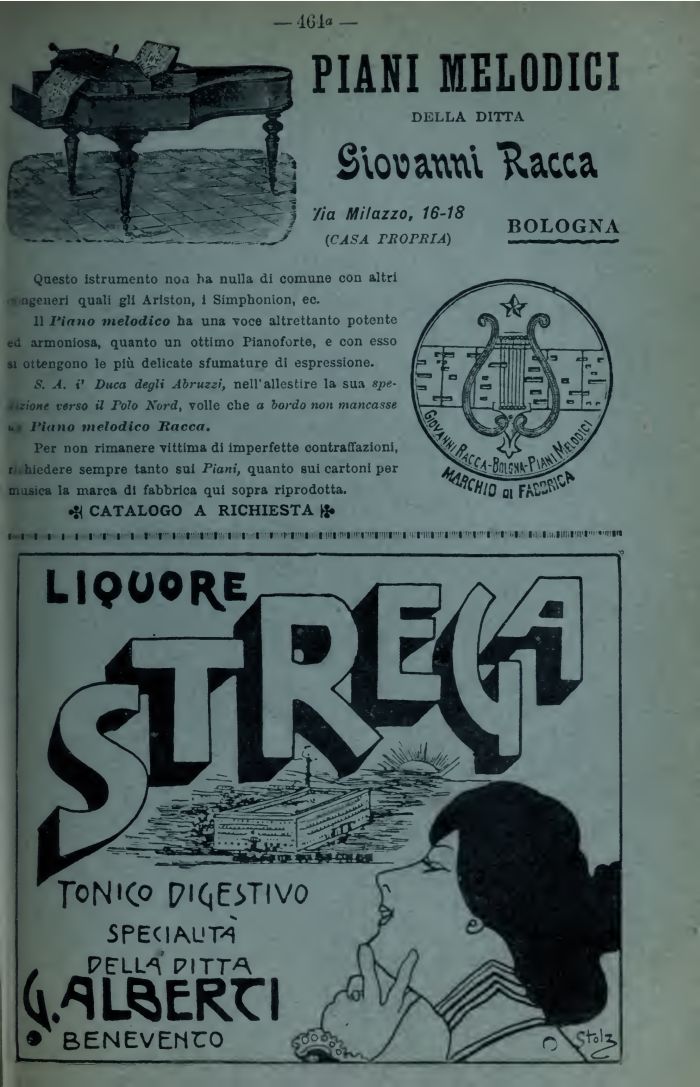 — 464a —
PIANI MELODICI
DELLA DITTA
Giovanni Racca
Via Milazzo, 16-18
(CASA PROPRIA)
BOLOGNA
Questo istrumento non ha nulla di comune con altri
congeneri quali gli Ariston, i Simphonion, ec.
Il Piano melodico ha una voce altrettanto potente
ed armoniosa, quanto un ottimo Pianoforte, e con esso
si ottengono le più delicate sfumature di espressione.
S. A. il Duca degli Abruzzi, nell'allestire la sua spe-
dizione verso il Polo Nord, volle che a bordo non mancasse
un Piano melodico Racca.
Per non rimanere vittima di imperfette contraffazioni,
richiedere sempre tanto sui Piani, quanto sui cartoni per
musica la marca di fabbrica qui sopra riprodotta.
CATALOGO A RICHIESTA
GIOVANNI RACCA-BOLOGNA-PIANI MELODICI
MARCHIO DI FABBRICA
LIQUORE
STREGA
TONICO DIGESTIVO
SPECIALITÀ
DELLA DITTA
G. ALBERTI
BENEVENTO
Stolz